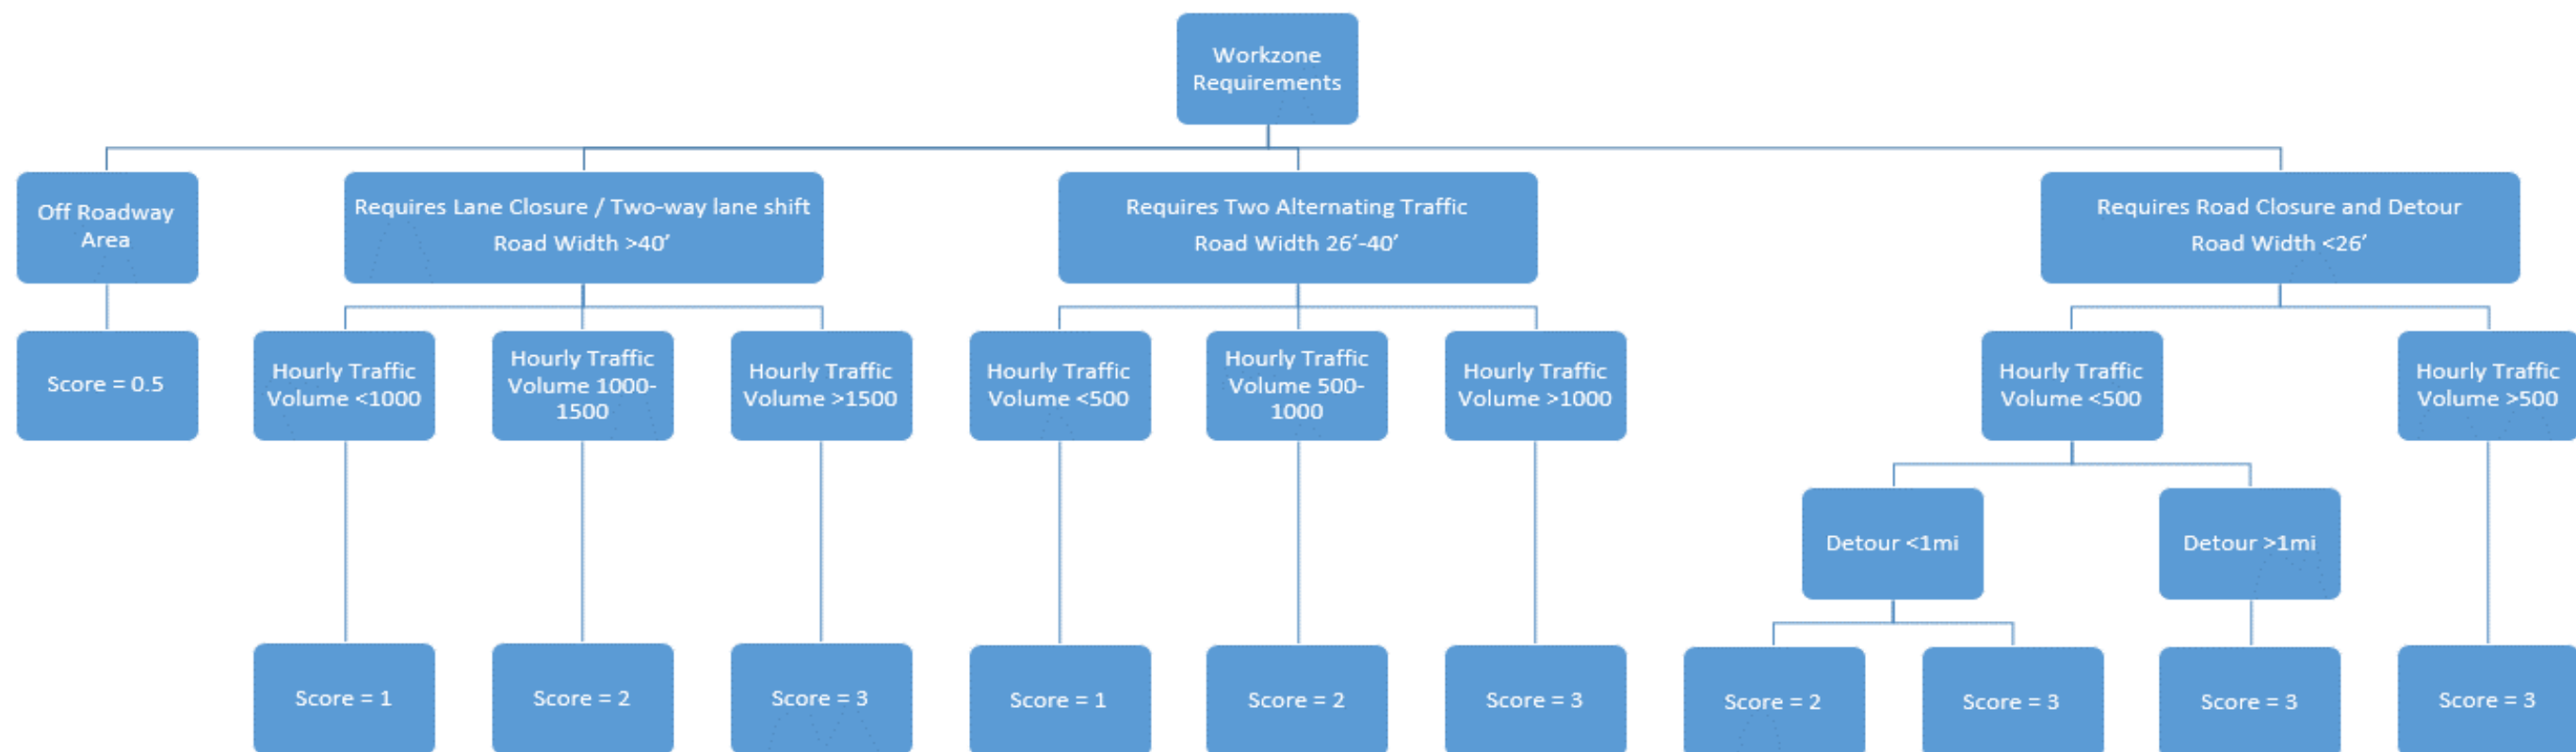 Workzone
Requirements
Off Roadway
Area
Requires Lane Closure / Two-way lane shift
Road Width >40’
Requires Two Alternating Traffic
Road Width 26’-40’
Requires Road Closure and Detour
Road Width <26’
Score = 0.5
Hourly Traffic
Volume <1000
Hourly Traffic
Volume 1000-
1500
Hourly Traffic
Volume >1500
Hourly Traffic
Volume <500
Hourly Traffic
Volume 500-
1000
Hourly Traffic
Volume >1000
Hourly Traffic
Volume <500
Hourly Traffic
Volume >500
Detour <1mi
Detour >1mi
Score = 1
Score = 2
Score = 3
Score = 1
Score = 2
Score = 3
Score = 2
Score = 3
Score = 3
Score = 3